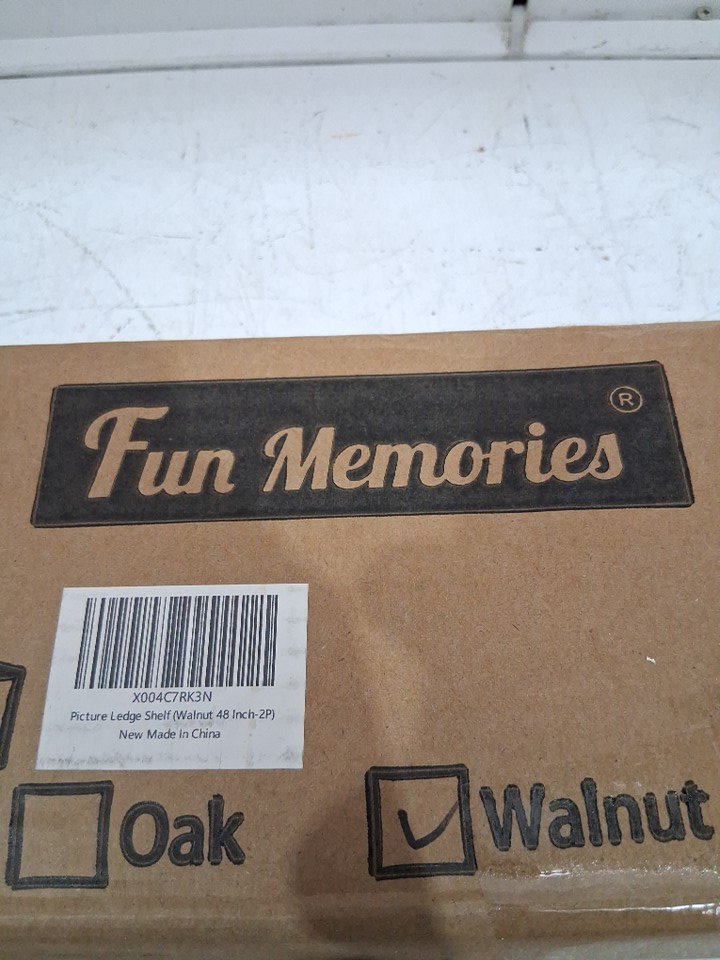 Fun Memories ®
X004C7RK3N
Picture Ledge Shelf (Walnut 48 Inch-2P)
New Made in China
Oak
Walnut